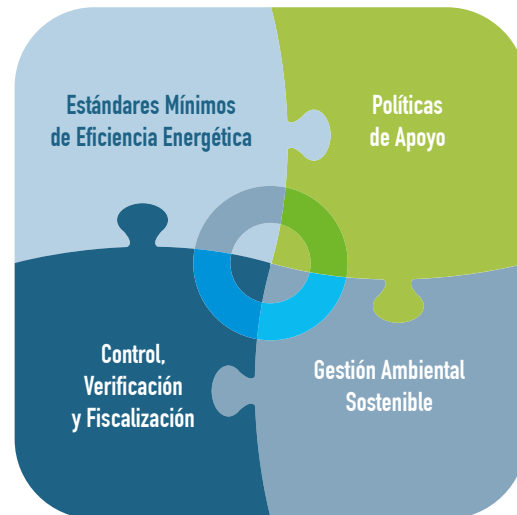 Estándares Mínimos
de Eficiencia Energética
Políticas
de Apoyo
Control,
Verificación
y Fiscalización
Gestión Ambiental
Sostenible